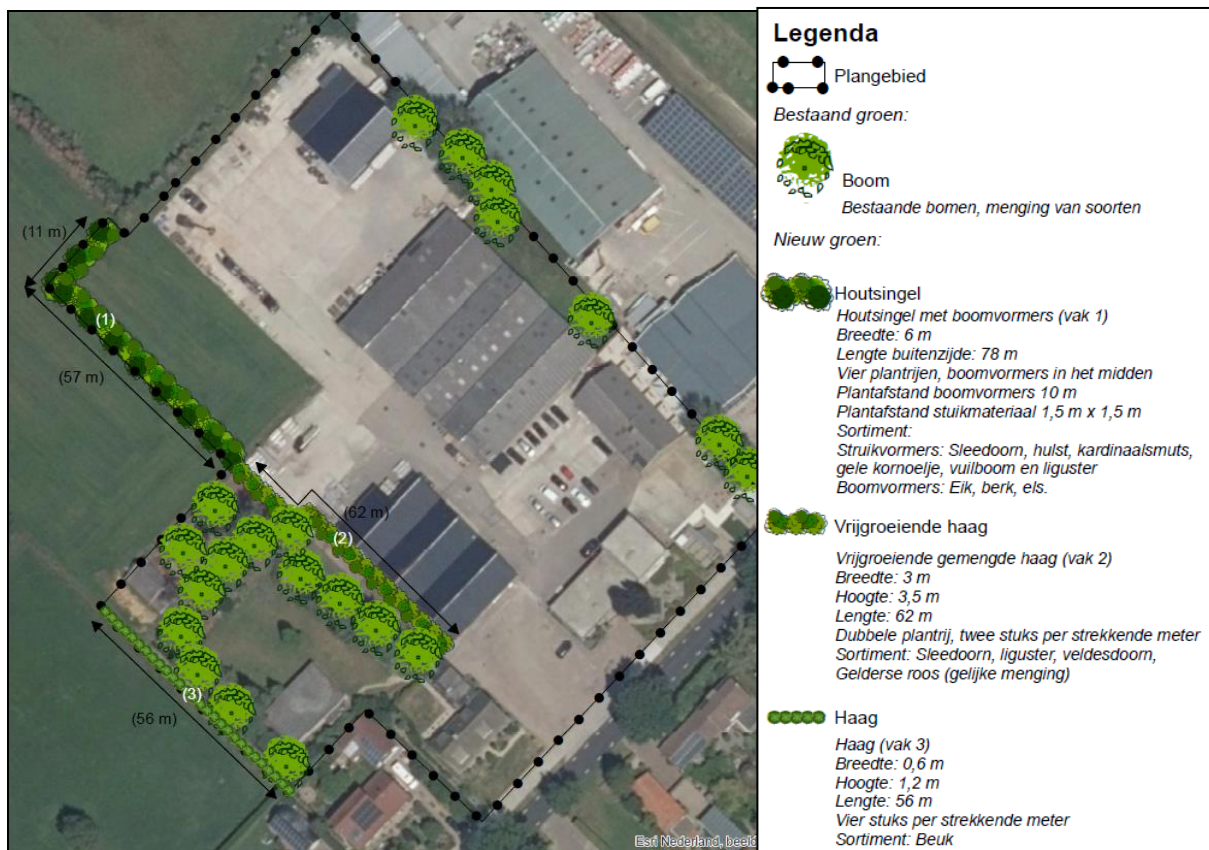 (11 m)
(1)
(57 m)
(62 m)
(2)
(3)
(56 m)
Esri Nederland, beeld
Legenda
Plangebied
Bestaand groen:
Boom
Bestaande bomen, menging van soorten
Nieuw groen:
Houtsingel
Houtsingel met boomvormers (vak 1)
Breedte: 6 m
Lengte buitenzijde: 78 m
Vier plantrijen, boomvormers in het midden
Plantafstand boomvormers 10 m
Plantafstand stuikmateriaal 1,5 m x 1,5 m
Sortiment:
Struikvormers: Sleedoorn, hulst, kardinaalsmuts,
gele kornoelje, vuilboom en liguster
Boomvormers: Eik, berk, els.
Vrijgroeiende haag
Vrijgroeiende gemengde haag (vak 2)
Breedte: 3 m
Hoogte: 3,5 m
Lengte: 62 m
Dubbele plantrij, twee stuks per strekkende meter
Sortiment: Sleedoorn, liguster, veldesdoorn,
Gelderse roos (gelijke menging)
Haag
Haag (vak 3)
Breedte: 0,6 m
Hoogte: 1,2 m
Lengte: 56 m
Vier stuks per strekkende meter
Sortiment: Beuk